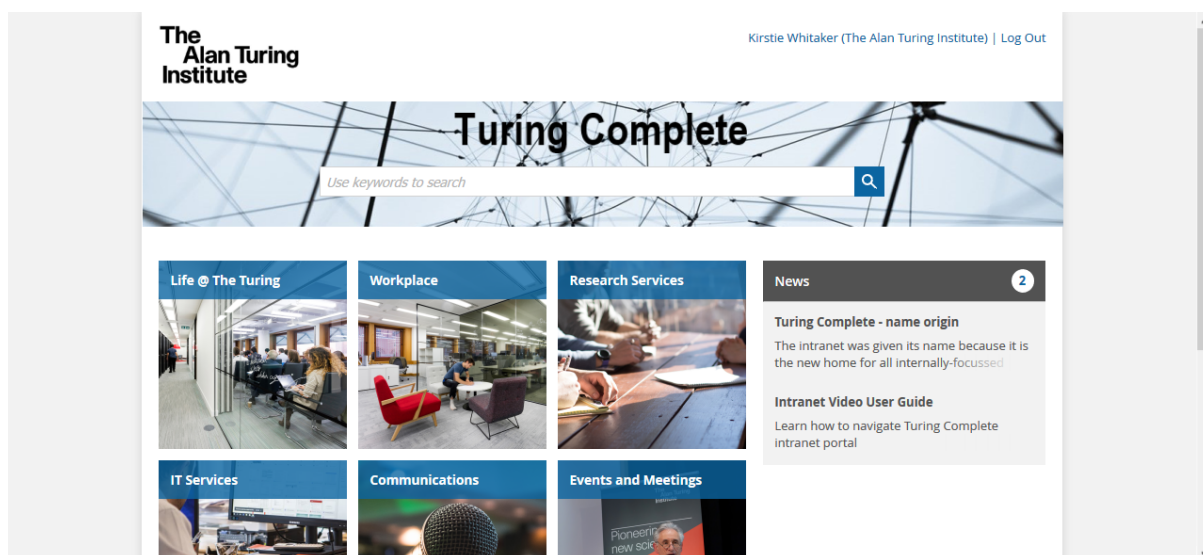 The
Alan Turing
Institute
Kirstie Whitaker (The Alan Turing Institute) | Log Out
Turing Complete
Use keywords to search
Life @ The Turing
Workplace
Research Services
News
2
Turing Complete - name origin
The intranet was given its name because it is
the new home for all internally-focussed
Intranet Video User Guide
Learn how to navigate Turing Complete
intranet portal
IT Services
Communications
Events and Meetings
Pioneering
new